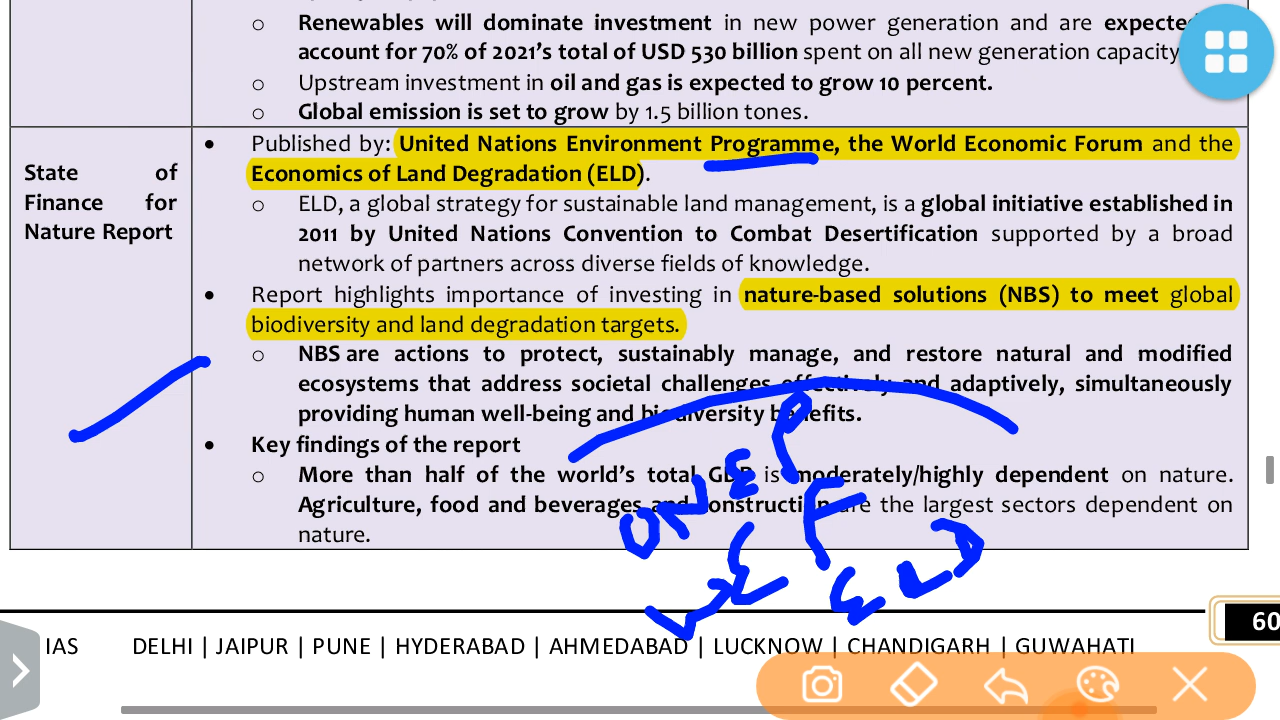 Renewables will dominate investment in new power generation and are expected
account for 70% of 2021's total of USD 530 billion spent on all new generation capacity
Upstream investment in oil and gas is expected to grow 10 percent.
Global emission is set to grow by 1.5 billion tones.
State of Finance for Nature Report
Published by: United Nations Environment Programme, the World Economic Forum and the
Economics of Land Degradation (ELD).
ELD, a global strategy for sustainable land management, is a global initiative established in
2011 by United Nations Convention to Combat Desertification supported by a broad
network of partners across diverse fields of knowledge.
Report highlights importance of investing in nature-based solutions (NBS) to meet global
biodiversity and land degradation targets.
NBS are actions to protect, sustainably manage, and restore natural and modified
ecosystems that address societal challenges effectively and adaptively, simultaneously
providing human well-being and biodiversity benefits.
Key findings of the report
More than half of the world's total GDP is moderately/highly dependent on nature.
Agriculture, food and beverages and construction are the largest sectors dependent on
nature.
UNEP
WEF
ELD
IAS DELHI | JAIPUR | PUNE | HYDERABAD | AHMEDABAD | LUCKNOW | CHANDIGARH | GUWAHATI
60